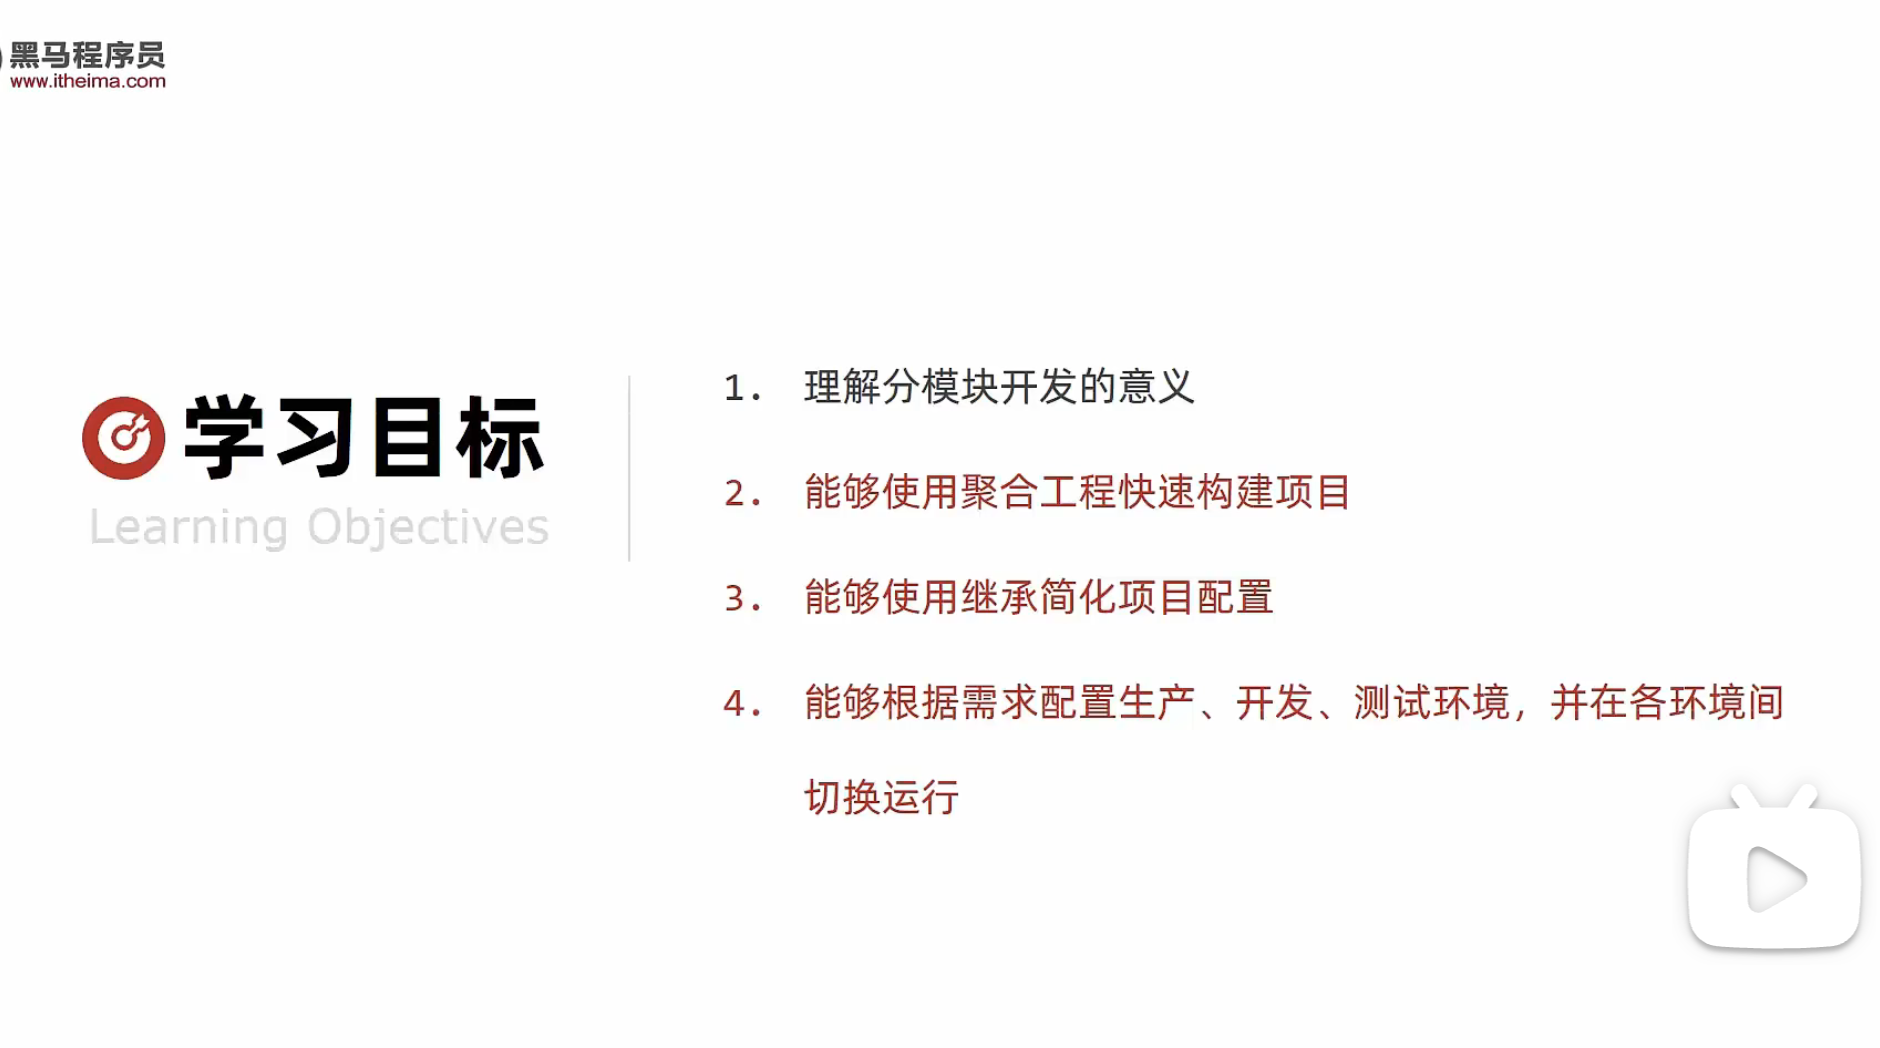 黑马程序员
www.itheima.com
学习目标
Learning Objectives
1. 理解分模块开发的意义
2. 能够使用聚合工程快速构建项目
3. 能够使用继承简化项目配置
4. 能够根据需求配置生产、开发、测试环境，并在各环境间
切换运行